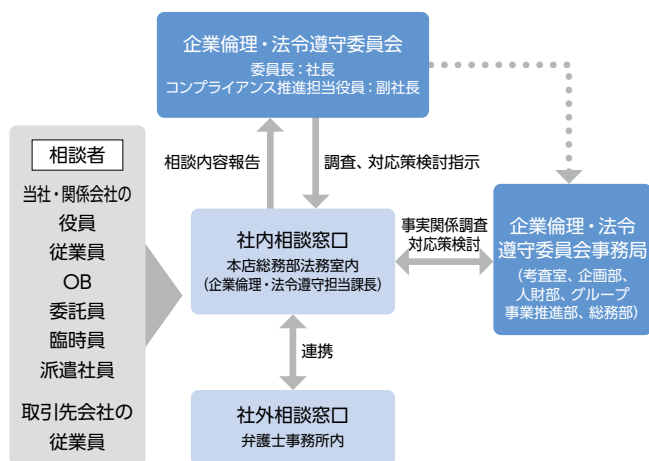 企業倫理・法令遵守委員会
委員長：社長
コンプライアンス推進担当役員：副社長
相談内容報告
調査、対応策検討指示
相談者
当社・関係会社の
役員
従業員
OB
委託員
臨時員
派遣社員
取引先会社の
従業員
社内相談窓口
本店総務部法務室内
（企業倫理・法令遵守担当課長）
事実関係調査
対応策検討
企業倫理・法令
遵守委員会事務局
（考査室、企画部、
人財部、グループ
事業推進部、総務部）
連携
社外相談窓口
弁護士事務所内